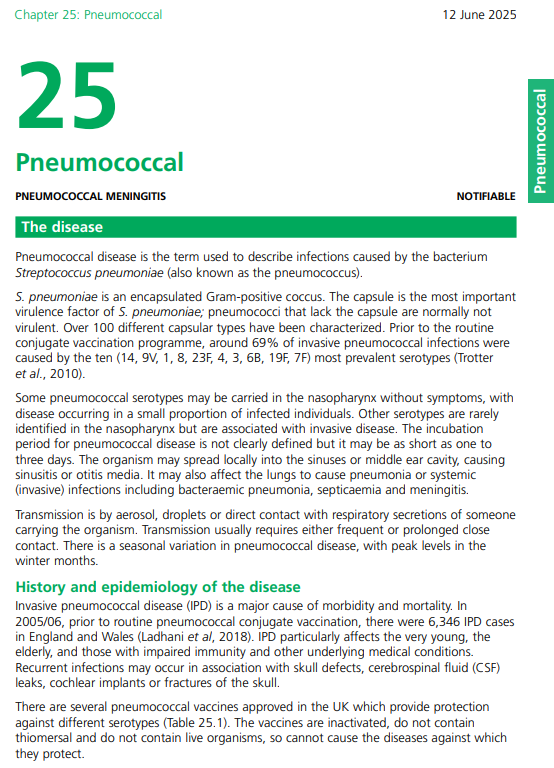 Chapter 25: Pneumococcal
12 June 2025
25
Pneumococcal
Pneumococcal
PNEUMOCOCCAL MENINGITIS
NOTIFIABLE
The disease
Pneumococcal disease is the term used to describe infections caused by the bacterium
Streptococcus pneumoniae (also known as the pneumococcus).
S. pneumoniae is an encapsulated Gram-positive coccus. The capsule is the most important
virulence factor of S. pneumoniae; pneumococci that lack the capsule are normally not
virulent. Over 100 different capsular types have been characterized. Prior to the routine
conjugate vaccination programme, around 69% of invasive pneumococcal infections were
caused by the ten (14, 9V, 1, 8, 23F, 4, 3, 6B, 19F, 7F) most prevalent serotypes (Trotter
et al., 2010).
Some pneumococcal serotypes may be carried in the nasopharynx without symptoms, with
disease occurring in a small proportion of infected individuals. Other serotypes are rarely
identified in the nasopharynx but are associated with invasive disease. The incubation
period for pneumococcal disease is not clearly defined but it may be as short as one to
three days. The organism may spread locally into the sinuses or middle ear cavity, causing
sinusitis or otitis media. It may also affect the lungs to cause pneumonia or systemic
(invasive) infections including bacteraemic pneumonia, septicaemia and meningitis.
Transmission is by aerosol, droplets or direct contact with respiratory secretions of someone
carrying the organism. Transmission usually requires either frequent or prolonged close
contact. There is a seasonal variation in pneumococcal disease, with peak levels in the
winter months.
History and epidemiology of the disease
Invasive pneumococcal disease (IPD) is a major cause of morbidity and mortality. In
2005/06, prior to routine pneumococcal conjugate vaccination, there were 6,346 IPD cases
in England and Wales (Ladhani et al, 2018). IPD particularly affects the very young, the
elderly, and those with impaired immunity and other underlying medical conditions.
Recurrent infections may occur in association with skull defects, cerebrospinal fluid (CSF)
leaks, cochlear implants or fractures of the skull.
There are several pneumococcal vaccines approved in the UK which provide protection
against different serotypes (Table 25.1). The vaccines are inactivated, do not contain
thiomersal and do not contain live organisms, so cannot cause the diseases against which
they protect.